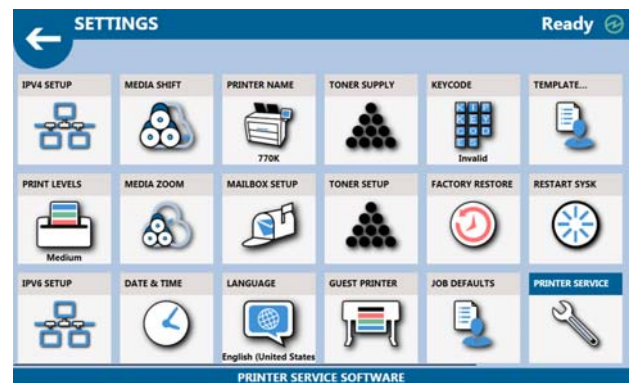 SETTINGS
Ready
IPV4 SETUP
MEDIA SHIFT
PRINTER NAME
TONER SUPPLY
KEYCODE
TEMPLATE...
770K
KEY
COD
Invalid
PRINT LEVELS
MEDIA ZOOM
MAILBOX SETUP
TONER SETUP
FACTORY RESTORE
RESTART SYSK
Medium
IPV6 SETUP
DATE & TIME
LANGUAGE
GUEST PRINTER
JOB DEFAULTS
PRINTER SERVICE
English (United States
PRINTER SERVICE SOFTWARE